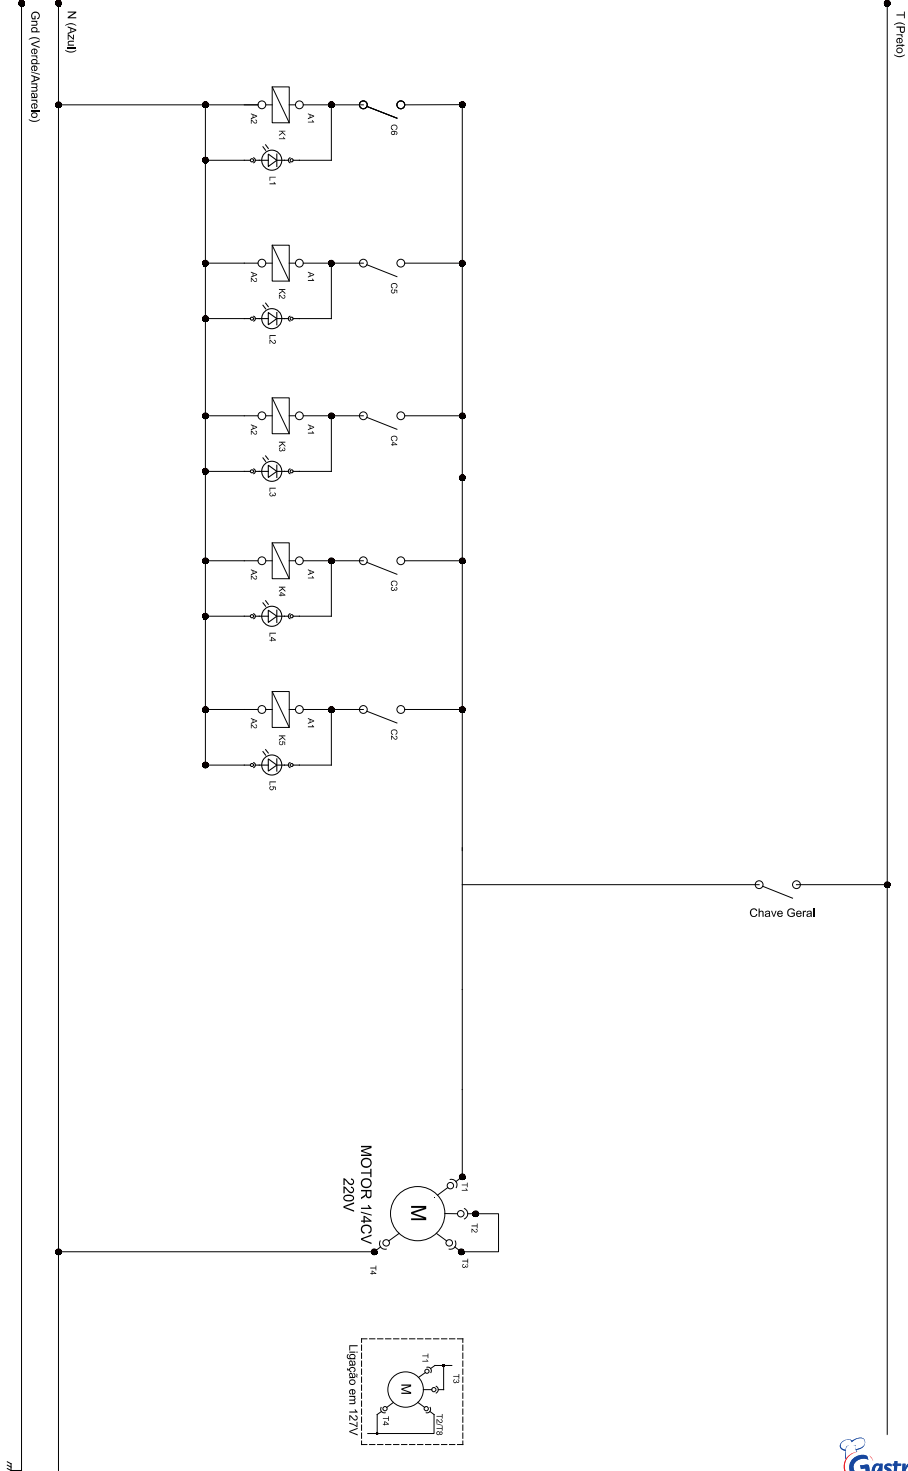 T (Preto)
N (Azul)
Gnd (Verde/Amarelo)
A2
A1
K1
C6
L1
A2
A1
K2
C5
L2
A2
A1
K3
C4
L3
A2
A1
K4
C3
L4
A2
A1
K5
C2
L5
Chave Geral
MOTOR 1/4CV
220V
M
T1
T2
T3
T4
T1
T3
M
T4
T2/T8
Ligação em 127V